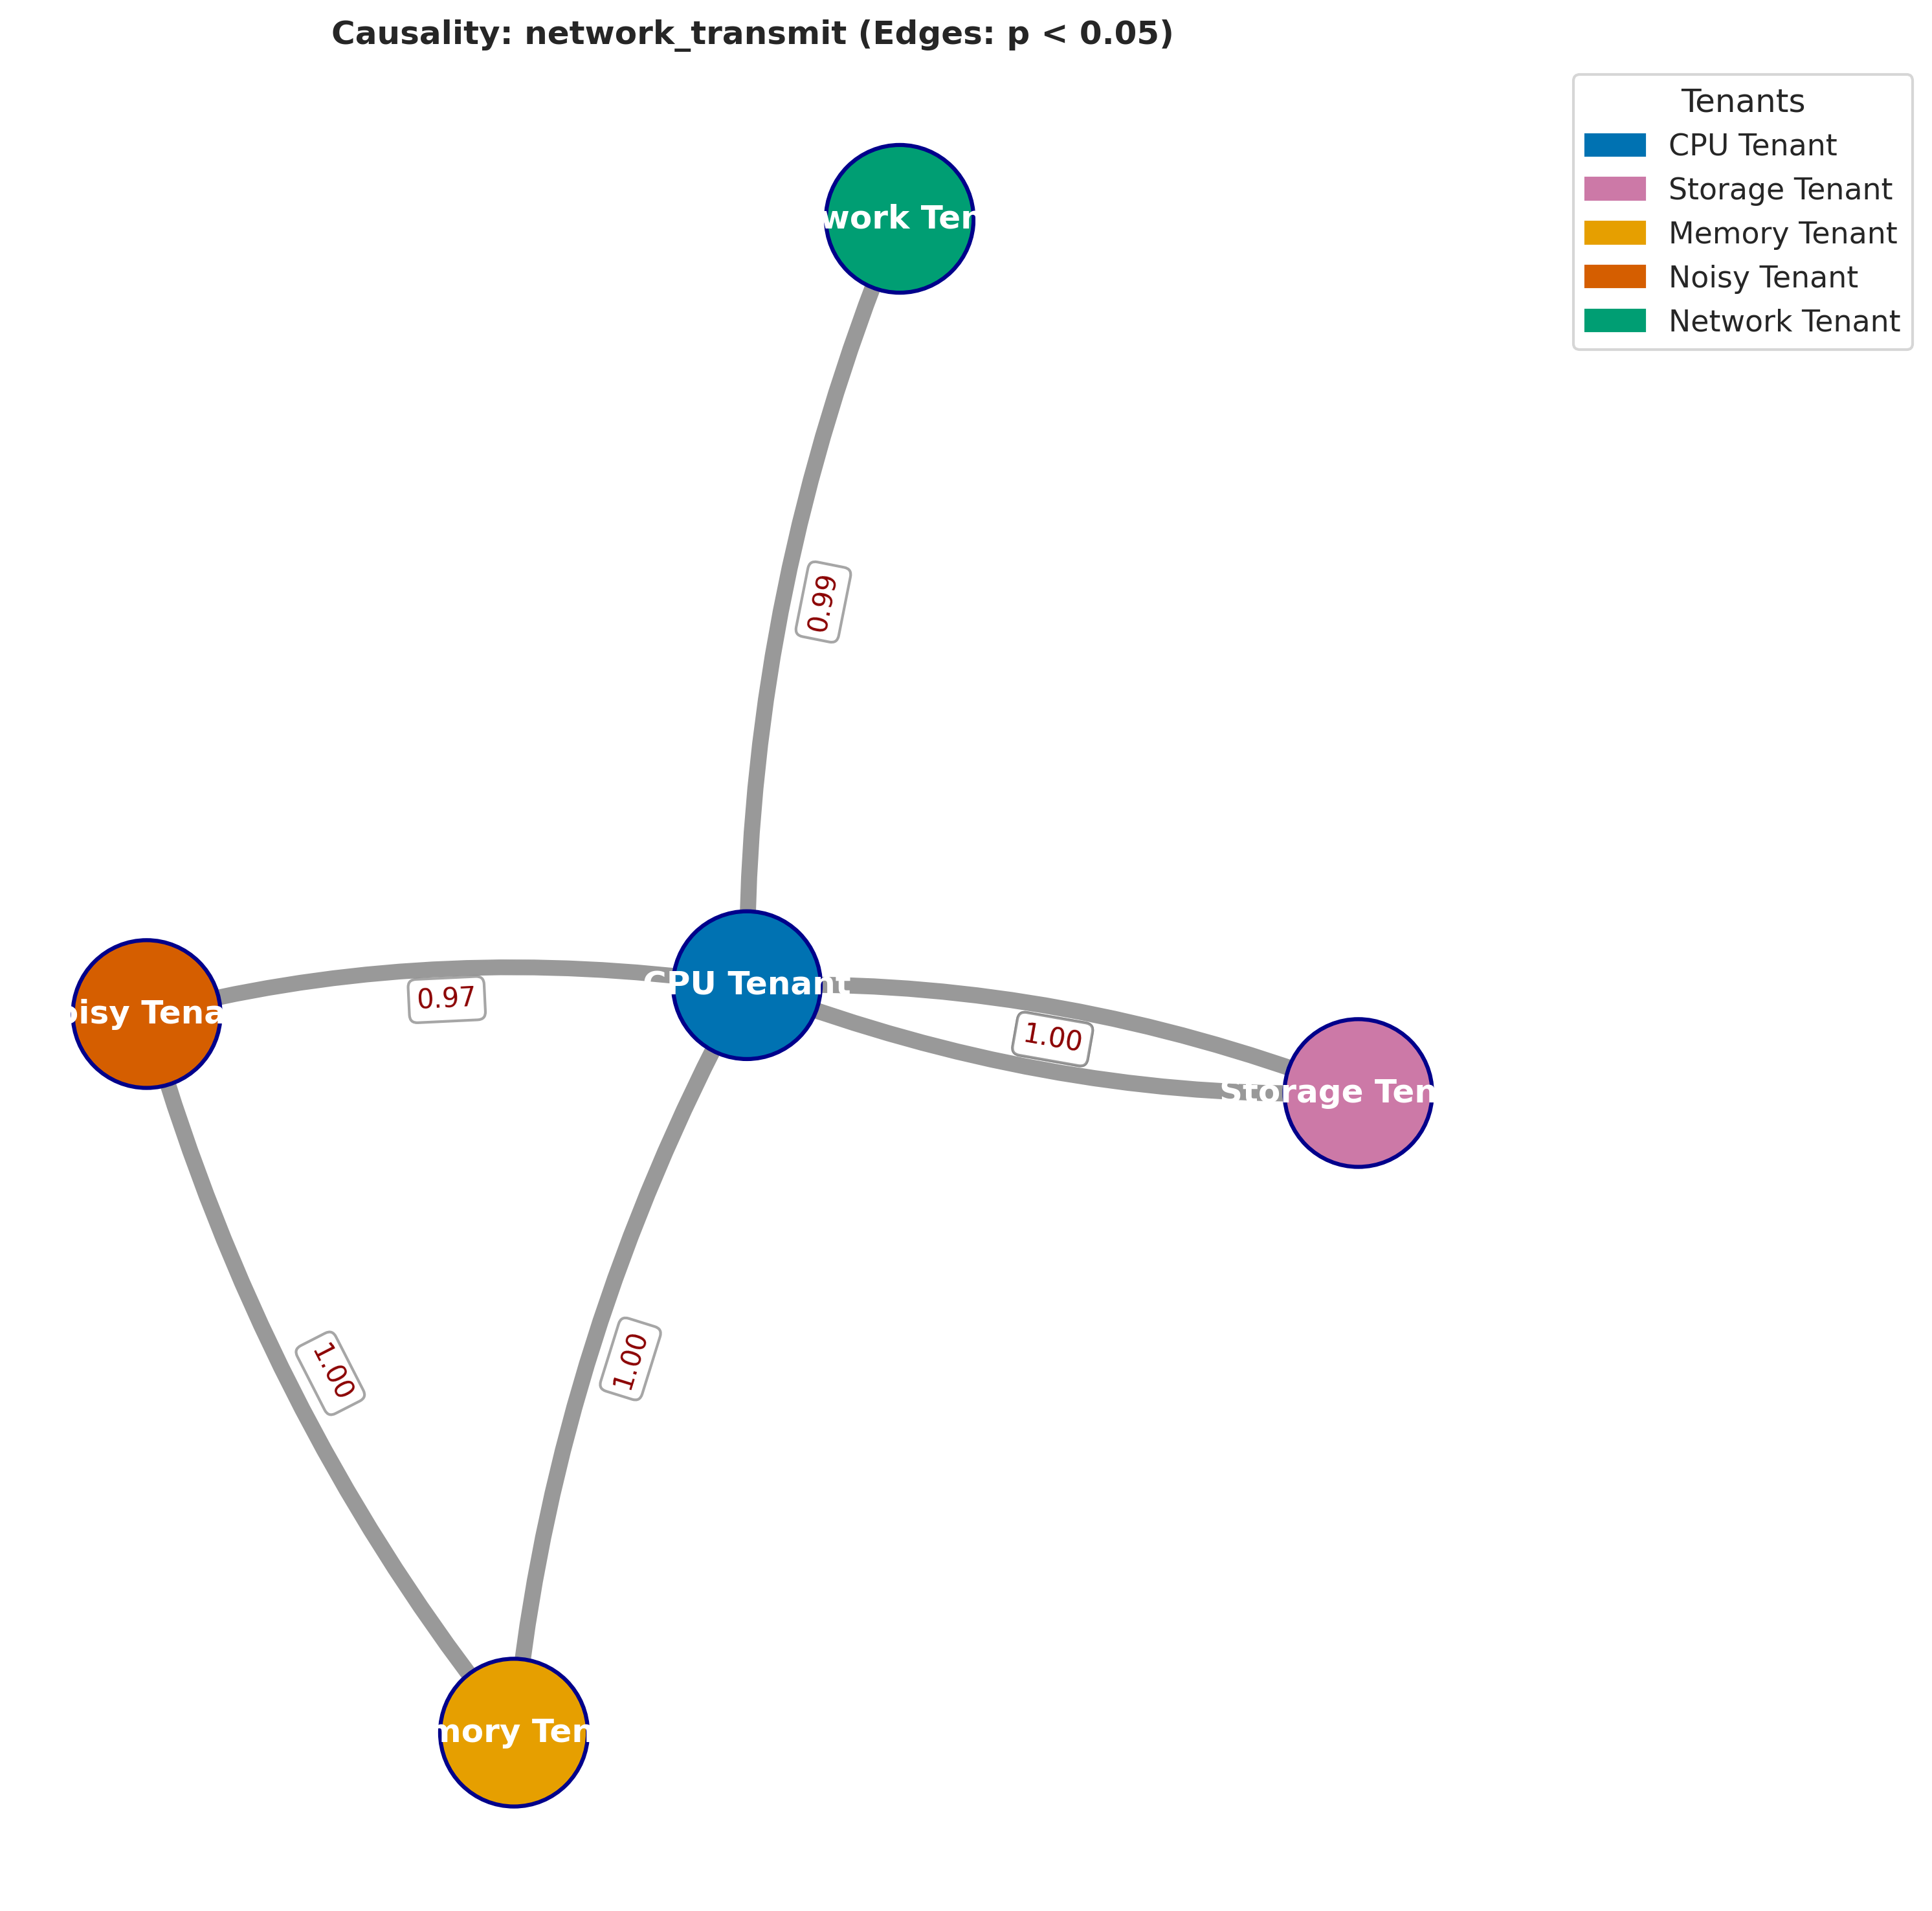 Causality: network_transmit (Edges: p < 0.05)
Tenants
CPU Tenant
Storage Tenant
Memory Tenant
Noisy Tenant
Network Tenant
work Ten
0.99
CPU Tenant
0.97
oisy Tena
1.00
Storage Ten
1.00
1.00
mory Ten